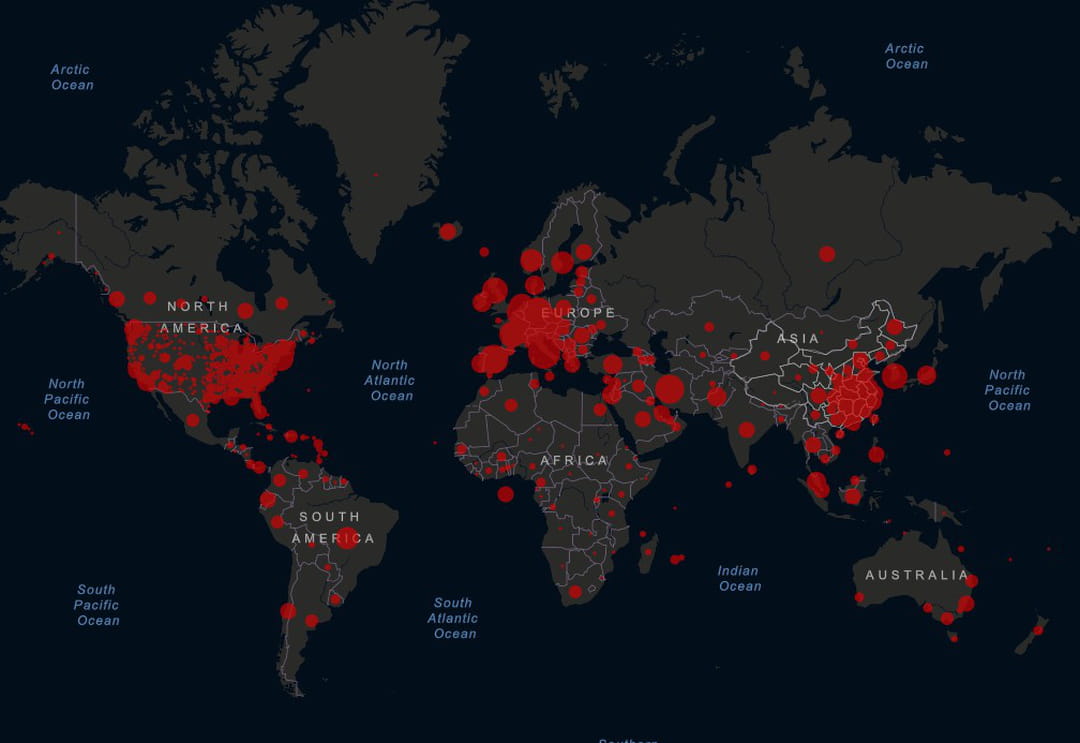 Arctic
Ocean
Arctic
Ocean
NORTH
AMERICA
EUROPE
ASIA
North
Pacific
Ocean
North
Atlantic
Ocean
North
Pacific
Ocean
AFRICA
SOUTH
AMERICA
Indian
Ocean
AUSTRALIA
South
Pacific
Ocean
South
Atlantic
Ocean